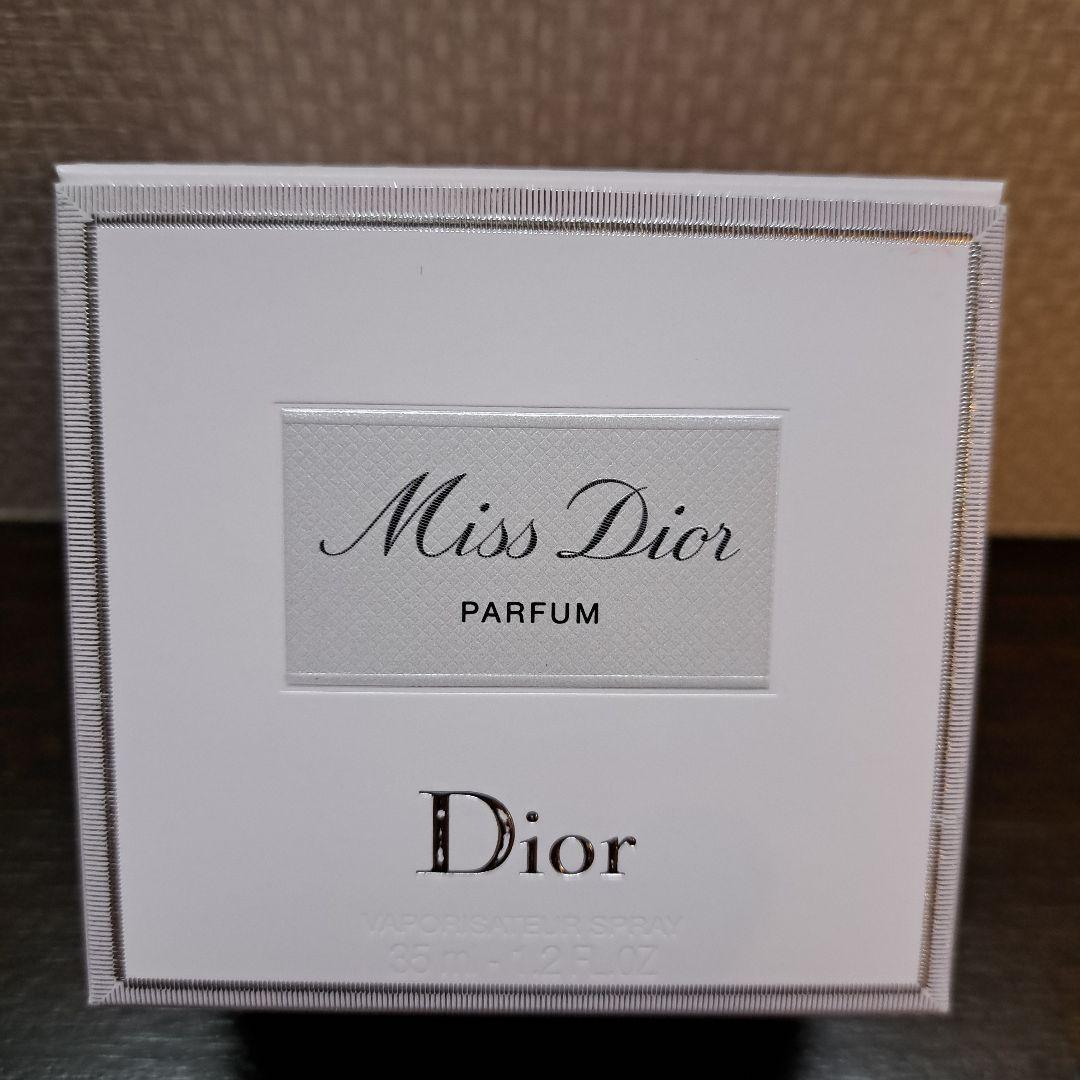 Miss Dior
PARFUM
Dior
VAPORISATEUR SPRAY
35 ml - 1.2 FL.OZ